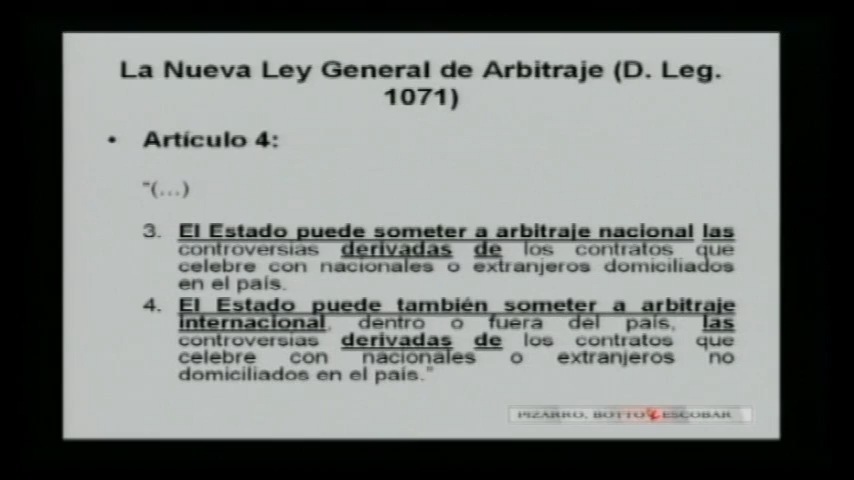 La Nueva Ley General de Arbitraje (D. Leg.
1071)
• Artículo 4:
"(...)
3. El Estado puede someter a arbitraje nacional las
controversias derivadas de los contratos que
celebre con nacionales o extranjeros domiciliados
en el país.
4. El Estado puede también someter a arbitraje
internacional, dentro o fuera del país, las
controversias derivadas de los contratos que
celebre con nacionales o extranjeros no
domiciliados en el país."
PIZARRO, BOTTO & ESCOBAR